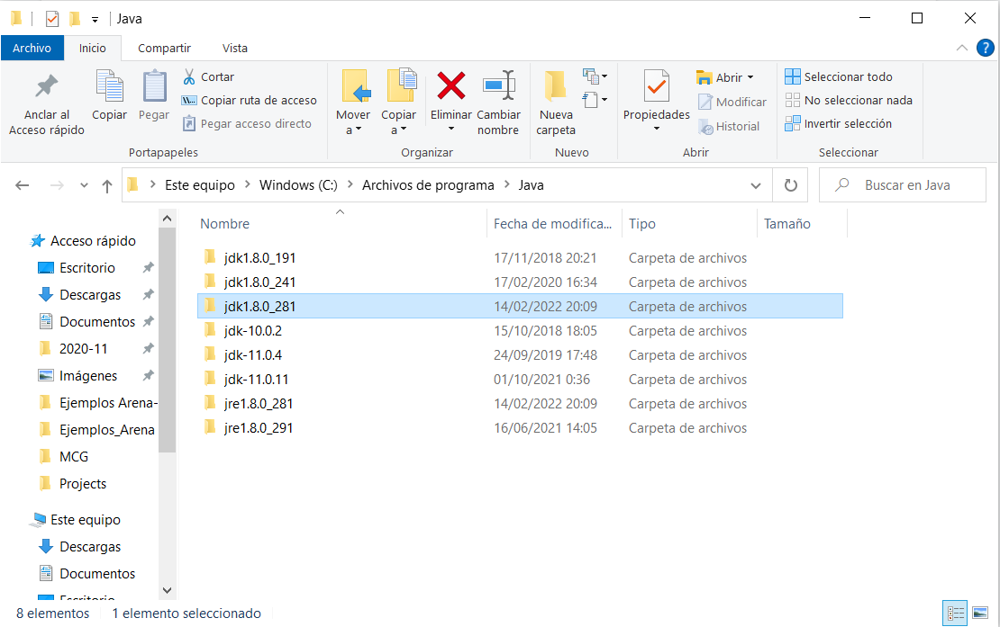 Java
Archivo Inicio Compartir Vista
Anclar al Acceso rápido
Copiar
Pegar
Cortar
Copiar ruta de acceso
Pegar acceso directo
Portapapeles
Mover a
Copiar a
Eliminar
Cambiar nombre
Organizar
Nueva carpeta
Nuevo
Propiedades
Abrir
Modificar
Historial
Abrir
Seleccionar todo
No seleccionar nada
Invertir selección
Seleccionar
Este equipo > Windows (C:) > Archivos de programa > Java
Buscar en Java
Acceso rápido
Escritorio
Descargas
Documentos
2020-11
Imágenes
Ejemplos Arena-
Ejemplos_Arena
MCG
Projects
Este equipo
Descargas
Documentos
Escritorio
Nombre Fecha de modifica... Tipo Tamaño
jdk1.8.0_191 17/11/2018 20:21 Carpeta de archivos
jdk1.8.0_241 17/02/2020 16:34 Carpeta de archivos
jdk1.8.0_281 14/02/2022 20:09 Carpeta de archivos
jdk-10.0.2 15/10/2018 18:05 Carpeta de archivos
jdk-11.0.4 24/09/2019 17:48 Carpeta de archivos
jdk-11.0.11 01/10/2021 0:36 Carpeta de archivos
jre1.8.0_281 14/02/2022 20:09 Carpeta de archivos
jre1.8.0_291 16/06/2021 14:05 Carpeta de archivos
8 elementos 1 elemento seleccionado